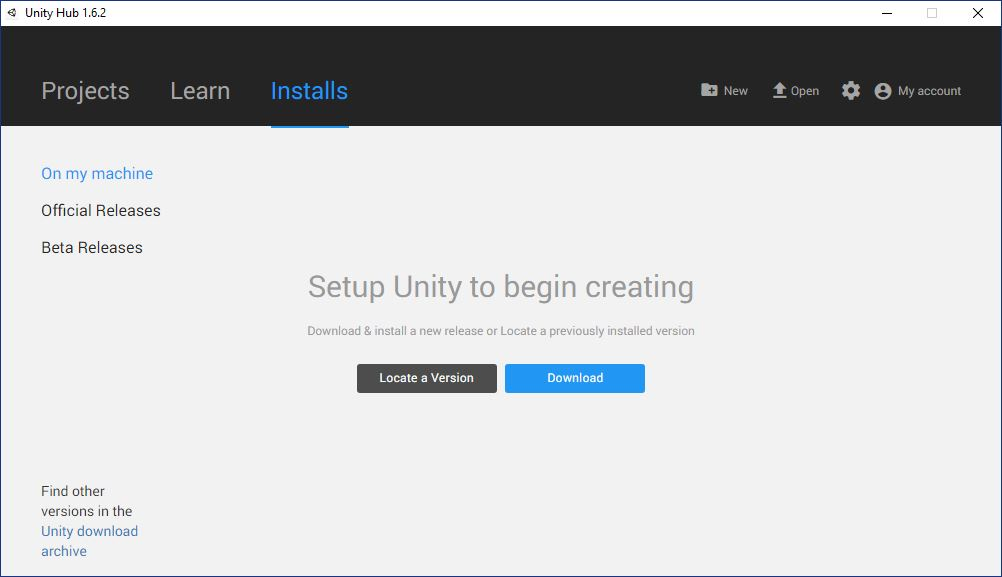 Unity Hub 1.6.2
Projects Learn Installs New Open My account
On my machine
Official Releases
Beta Releases
Setup Unity to begin creating
Download & install a new release or Locate a previously installed version
Locate a Version Download
Find other
versions in the
Unity download
archive